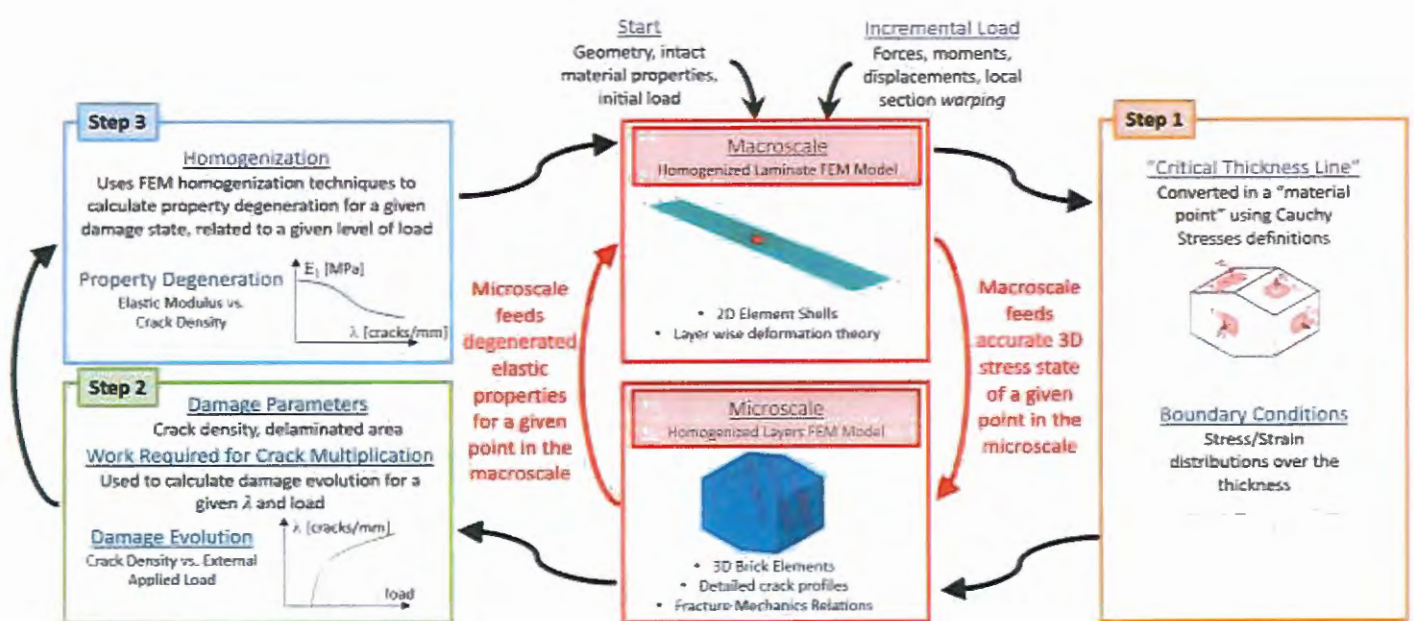 Start
Geometry, intact
material properties,
initial load
Incremental Load
Forces, moments,
displacements, local
section warping
Step 3
Homogenization
Uses FEM homogenization techniques to
calculate property degeneration for a given
damage state, related to a given level of load
Property Degeneration
Elastic Modulus vs.
Crack Density
E₁ [MPa]
λ [cracks/mm]
Step 2
Damage Parameters
Crack density, delaminated area
Work Required for Crack Multiplication
Used to calculate damage evolution for a
given λ and load
Damage Evolution
Crack Density vs. External
Applied Load
λ [cracks/mm]
load
Microscale
feeds
degenerated
elastic
properties
for a given
point in the
macroscale
Macroscale
Homogenized Laminate FEM Model
• 2D Element Shells
• Layer wise deformation theory
Microscale
Homogenized Layers FEM Model
• 3D Brick Elements
• Detailed crack profiles
• Fracture Mechanics Relations
Macroscale
feeds
accurate 3D
stress state
of a given
point in the
microscale
Step 1
"Critical Thickness Line"
Converted in a "material
point" using Cauchy
Stresses definitions
Boundary Conditions
Stress/Strain
distributions over the
thickness